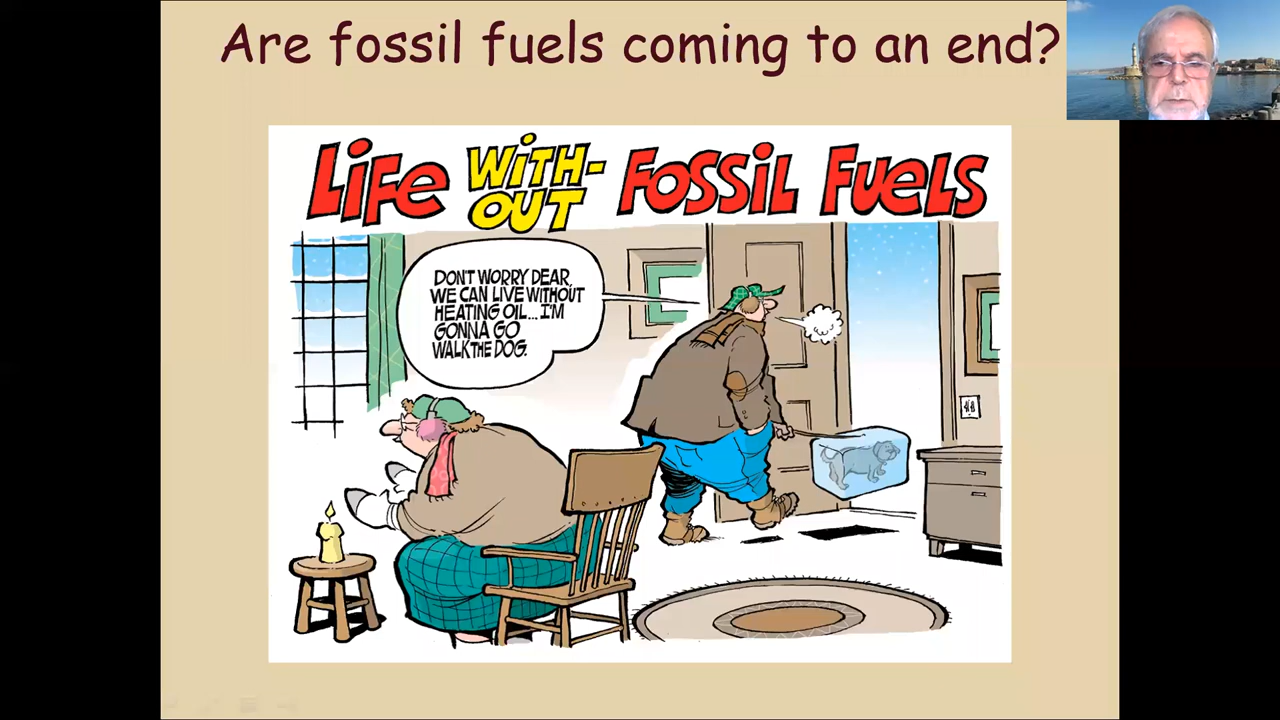 Are fossil fuels coming to an end?
LiFe WiTH-
OUT FOSSiL FUeLS
DON'T WORRY DEAR,
WE CAN LIVE WITHOUT
HEATING OIL... I'M
GONNA GO
WALK THE DOG.